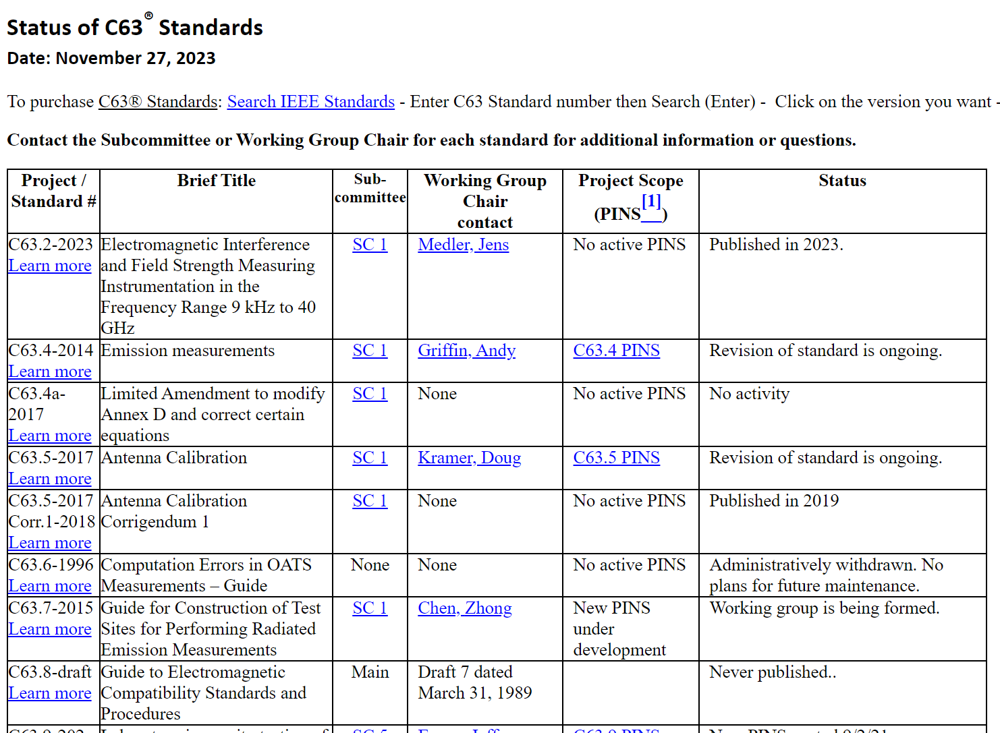 Status of C63® Standards
Date: November 27, 2023
To purchase C63® Standards: Search IEEE Standards - Enter C63 Standard number then Search (Enter) - Click on the version you want -
Contact the Subcommittee or Working Group Chair for each standard for additional information or questions.
Project / Standard # Brief Title Sub-committee Working Group Chair contact Project Scope (PINS[1]) Status
C63.2-2023 Electromagnetic Interference SC 1 Medler, Jens No active PINS Published in 2023.
Learn more and Field Strength Measuring
Instrumentation in the
Frequency Range 9 kHz to 40
GHz
C63.4-2014 Emission measurements SC 1 Griffin, Andy C63.4 PINS Revision of standard is ongoing.
Learn more
C63.4a- Limited Amendment to modify SC 1 None No active PINS No activity
2017 Annex D and correct certain
Learn more equations
C63.5-2017 Antenna Calibration SC 1 Kramer, Doug C63.5 PINS Revision of standard is ongoing.
Learn more
C63.5-2017 Antenna Calibration SC 1 None No active PINS Published in 2019
Corr.1-2018 Corrigendum 1
Learn more
C63.6-1996 Computation Errors in OATS None None No active PINS Administratively withdrawn. No
Learn more Measurements – Guide plans for future maintenance.
C63.7-2015 Guide for Construction of Test SC 1 Chen, Zhong New PINS Working group is being formed.
Learn more Sites for Performing Radiated under
Emission Measurements development
C63.8-draft Guide to Electromagnetic Main Draft 7 dated Never published..
Learn more Compatibility Standards and March 31, 1989
Procedures